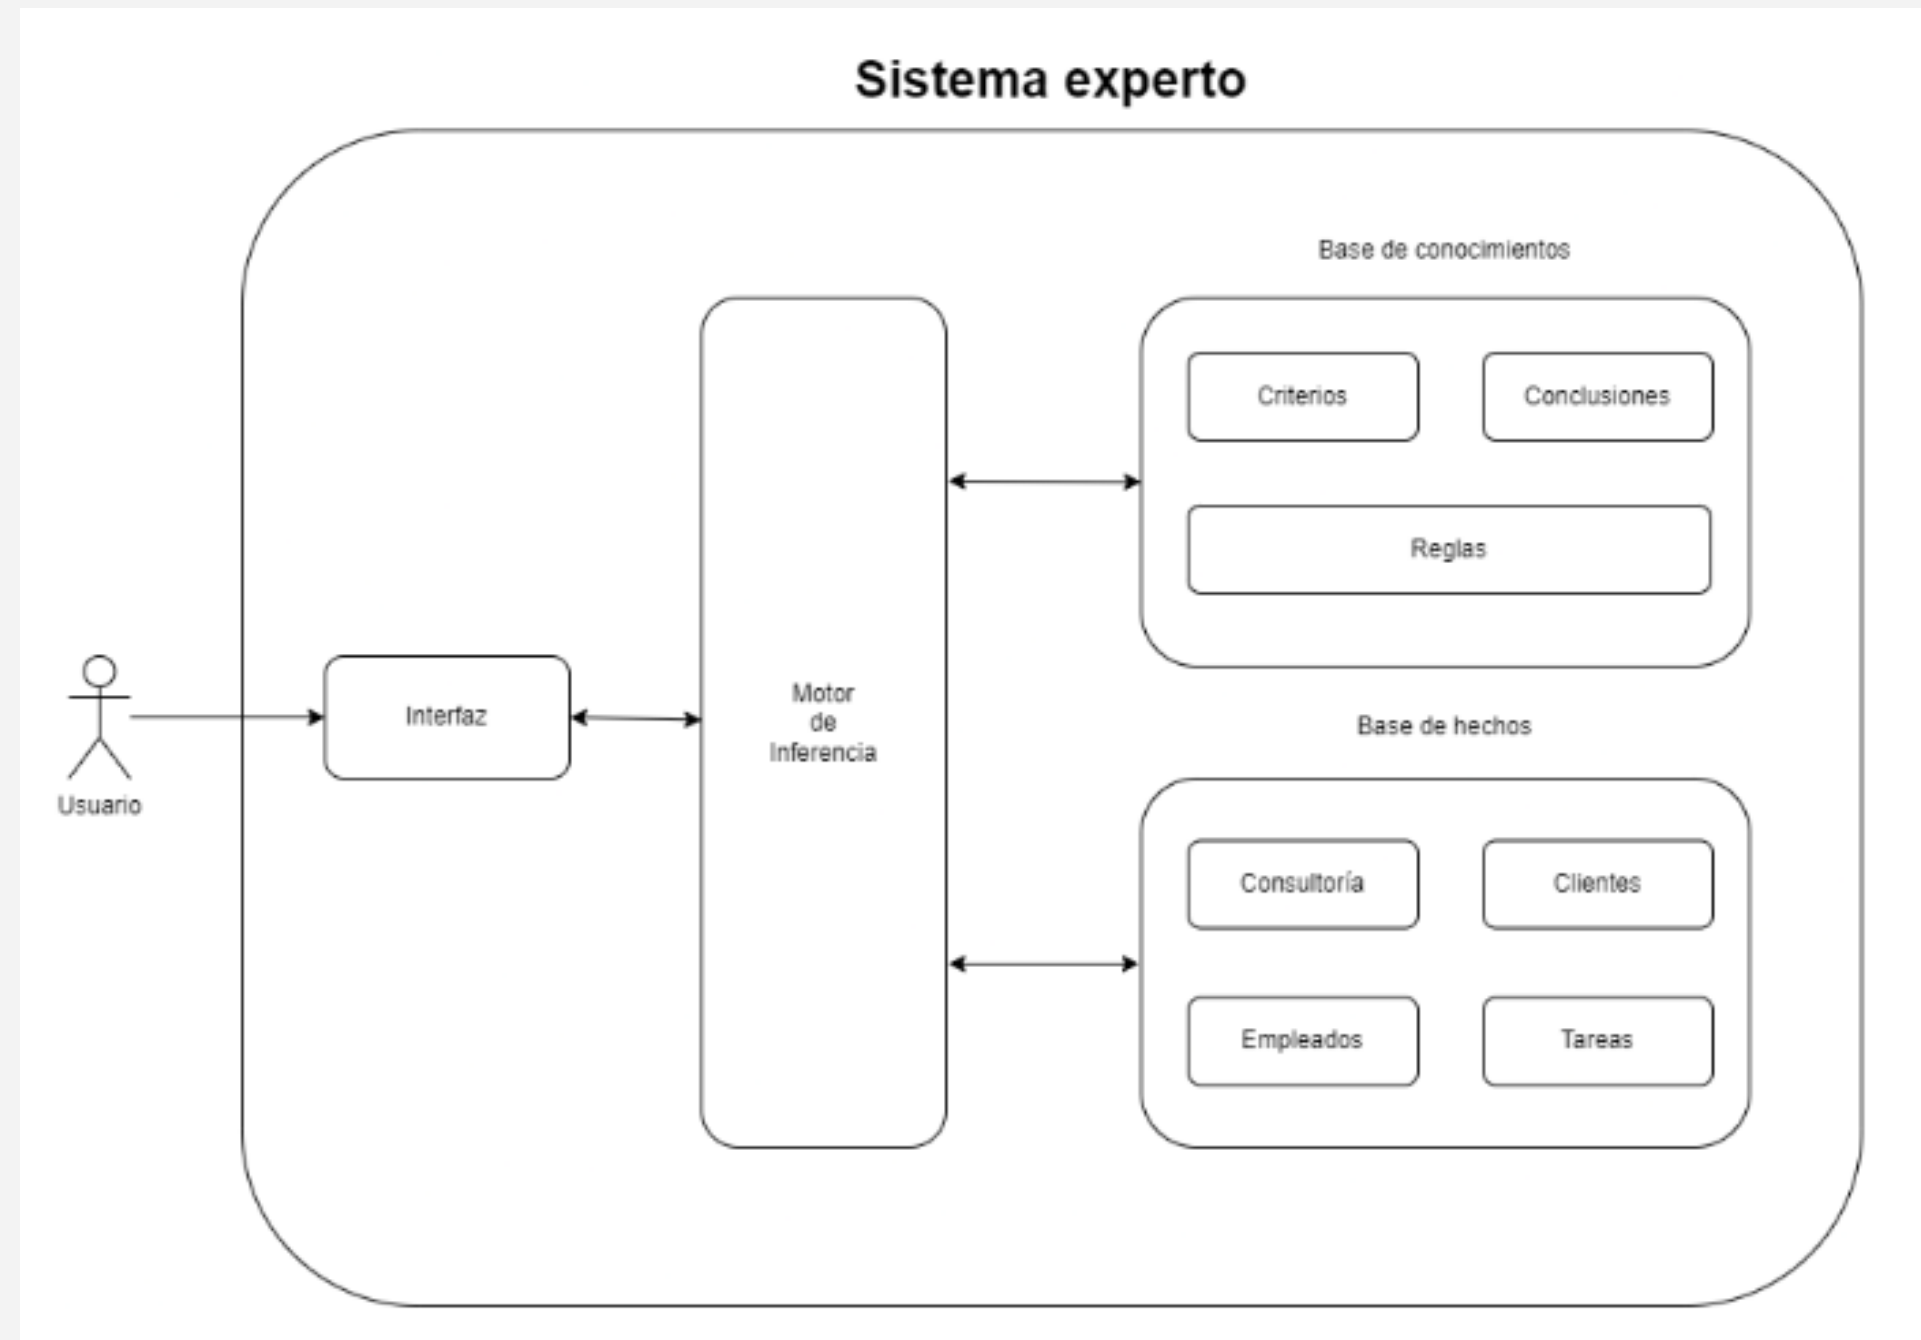 Sistema experto
Base de conocimientos
Criterios
Conclusiones
Reglas
Usuario
Interfaz
Motor
de
Inferencia
Base de hechos
Consultoría
Clientes
Empleados
Tareas